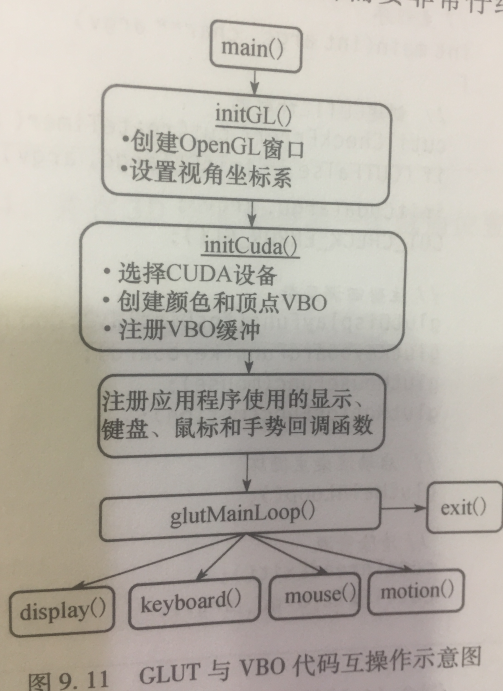 main()
initGL()
•创建OpenGL窗口
•设置视角坐标系
initCuda()
•选择CUDA设备
•创建颜色和顶点VBO
•注册VBO缓冲
注册应用程序使用的显示、
键盘、鼠标和手势回调函数
glutMainLoop()
exit()
display()
keyboard()
mouse()
motion()
图 9. 11 GLUT 与 VBO 代码互操作示意图